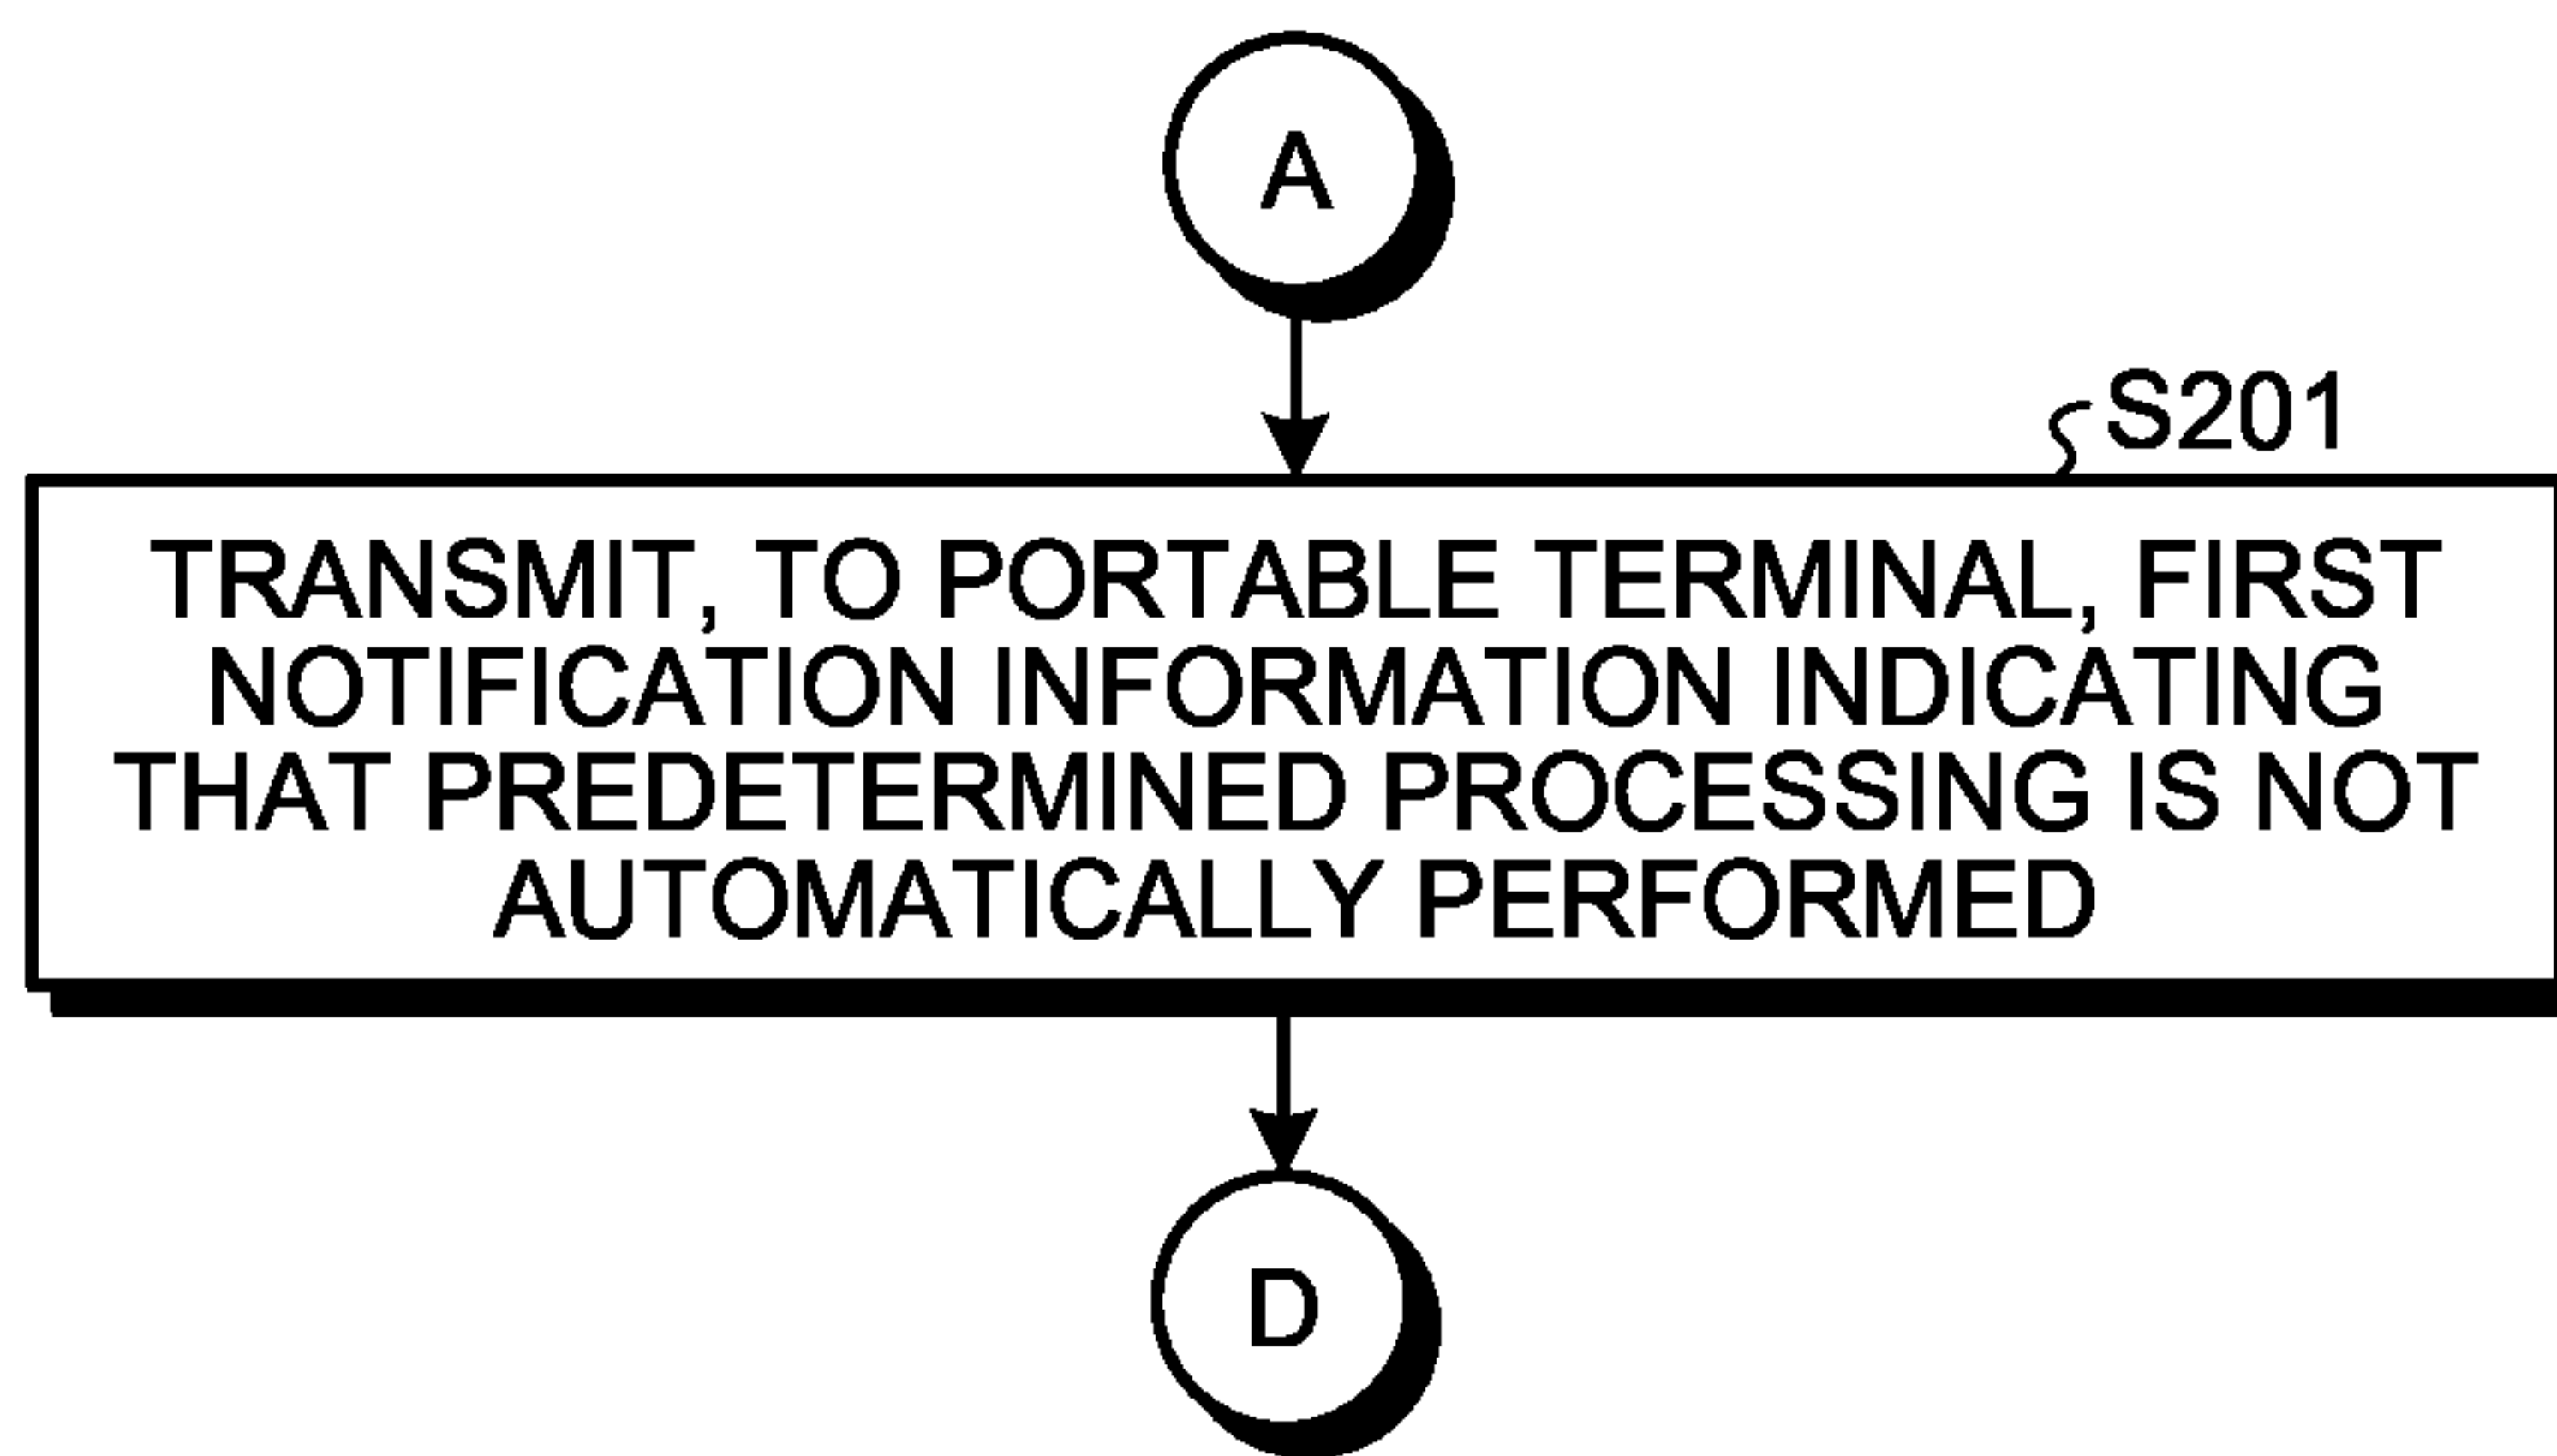 A
S201
TRANSMIT, TO PORTABLE TERMINAL, FIRST
NOTIFICATION INFORMATION INDICATING
THAT PREDETERMINED PROCESSING IS NOT
AUTOMATICALLY PERFORMED
D